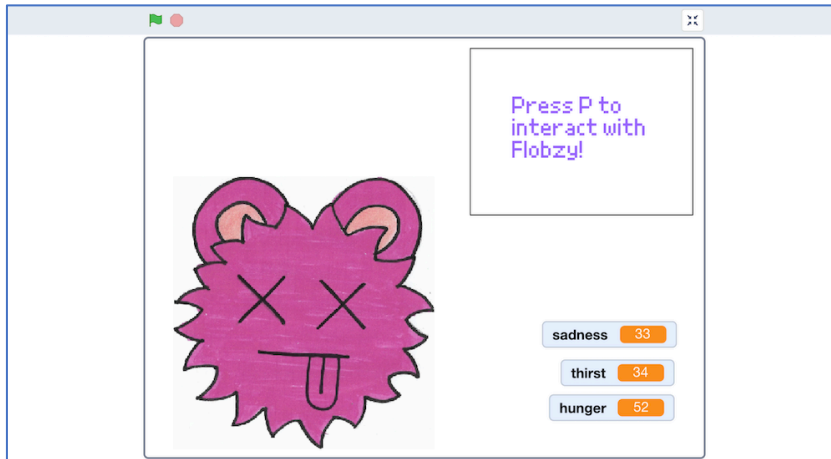 Press P to
interact with
Flobzy!
sadness 33
thirst 34
hunger 52